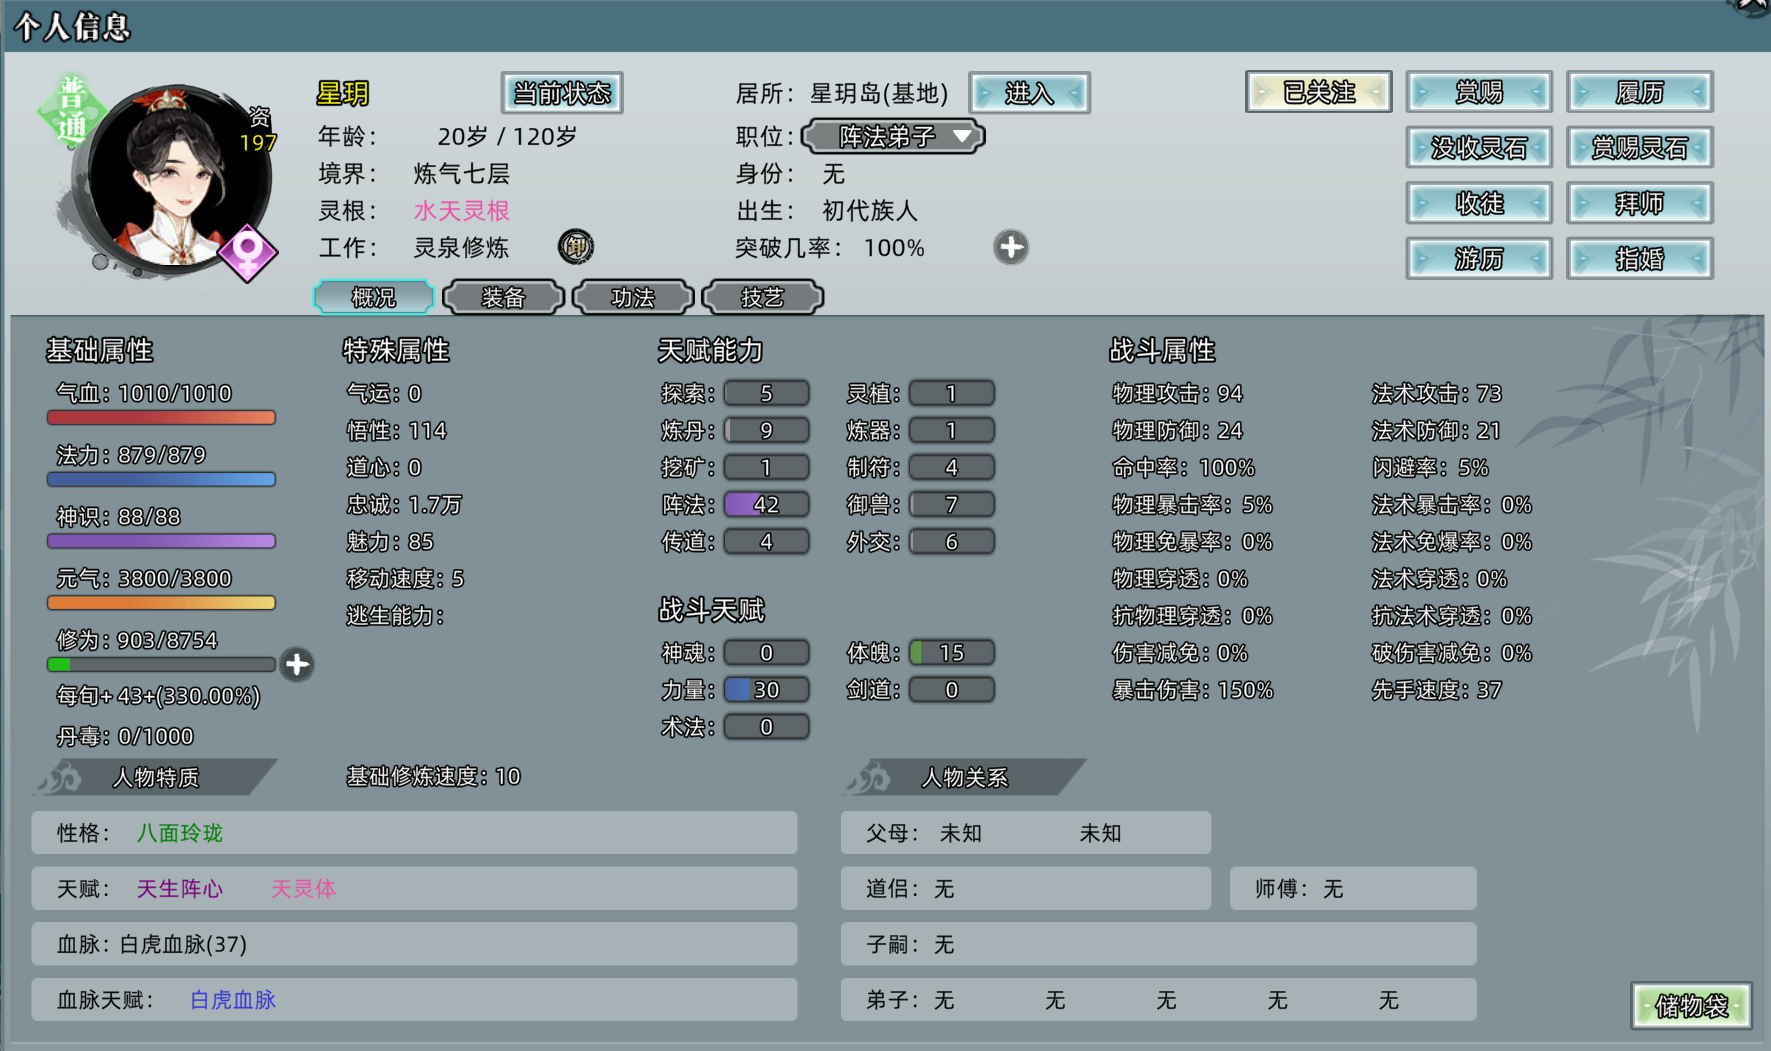 个人信息
普通
资
197
星玥
当前状态
居所： 星玥岛(基地)
进入
已关注
赏赐
履历
年龄： 20岁 / 120岁
职位： 阵法弟子
没收灵石
赏赐灵石
境界： 炼气七层
身份： 无
收徒
拜师
灵根： 水天灵根
出生： 初代族人
工作： 灵泉修炼
卸
突破几率： 100%
游历
指婚
概况
装备
功法
技艺
基础属性
气血：1010/1010
法力：879/879
神识：88/88
元气：3800/3800
修为：903/8754
每旬+ 43+(330.00%)
丹毒：0/1000
特殊属性
气运：0
悟性：114
道心：0
忠诚：1.7万
魅力：85
移动速度：5
逃生能力：
基础修炼速度：10
天赋能力
探索： 5 灵植： 1
炼丹： 9 炼器： 1
挖矿： 1 制符： 4
阵法： 42 御兽： 7
传道： 4 外交： 6
战斗天赋
神魂： 0 体魄： 15
力量： 30 剑道： 0
术法： 0
战斗属性
物理攻击：94 法术攻击：73
物理防御：24 法术防御：21
命中率：100% 闪避率：5%
物理暴击率：5% 法术暴击率：0%
物理免暴率：0% 法术免爆率：0%
物理穿透：0% 法术穿透：0%
抗物理穿透：0% 抗法术穿透：0%
伤害减免：0% 破伤害减免：0%
暴击伤害：150% 先手速度：37
人物特质
性格： 八面玲珑
天赋： 天生阵心 天灵体
血脉：白虎血脉(37)
血脉天赋： 白虎血脉
人物关系
父母： 未知 未知
道侣： 无
师傅： 无
子嗣： 无
弟子： 无 无 无 无 无
储物袋